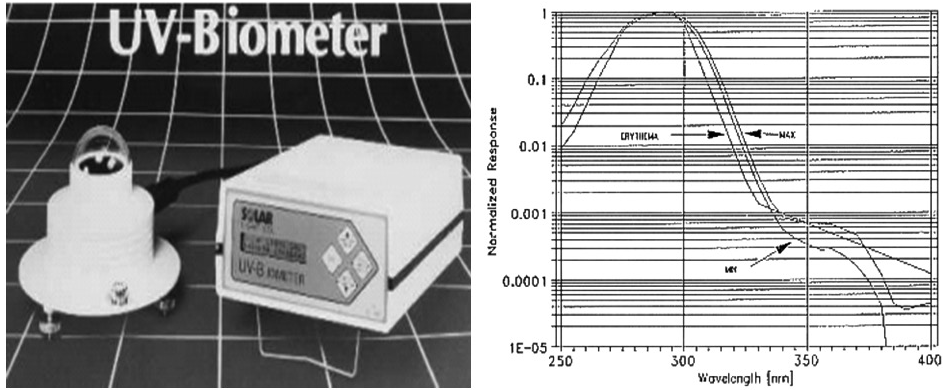 UV-Biometer
SOLAR
UV-BIOMETER
1
0.1
0.01
0.001
0.0001
1E-05
Normalized Response
ERYTHEMA
MAX
MIN
250
300
350
400
Wavelength [nm]